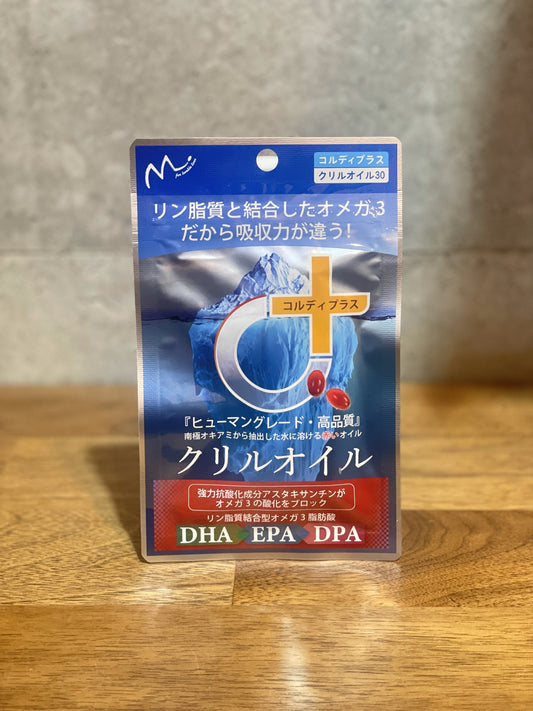 M.
コルディプラス
クリルオイル30
リン脂質と結合したオメガ3
だから吸収力が違う!
コルディプラス
『ヒューマングレード・高品質』
南極オキアミから抽出した水に溶ける赤いオイル
クリルオイル
強力抗酸化成分アスタキサンチンが
オメガ3の酸化をブロック
リン脂質結合型オメガ3脂肪酸
DHA EPA DPA